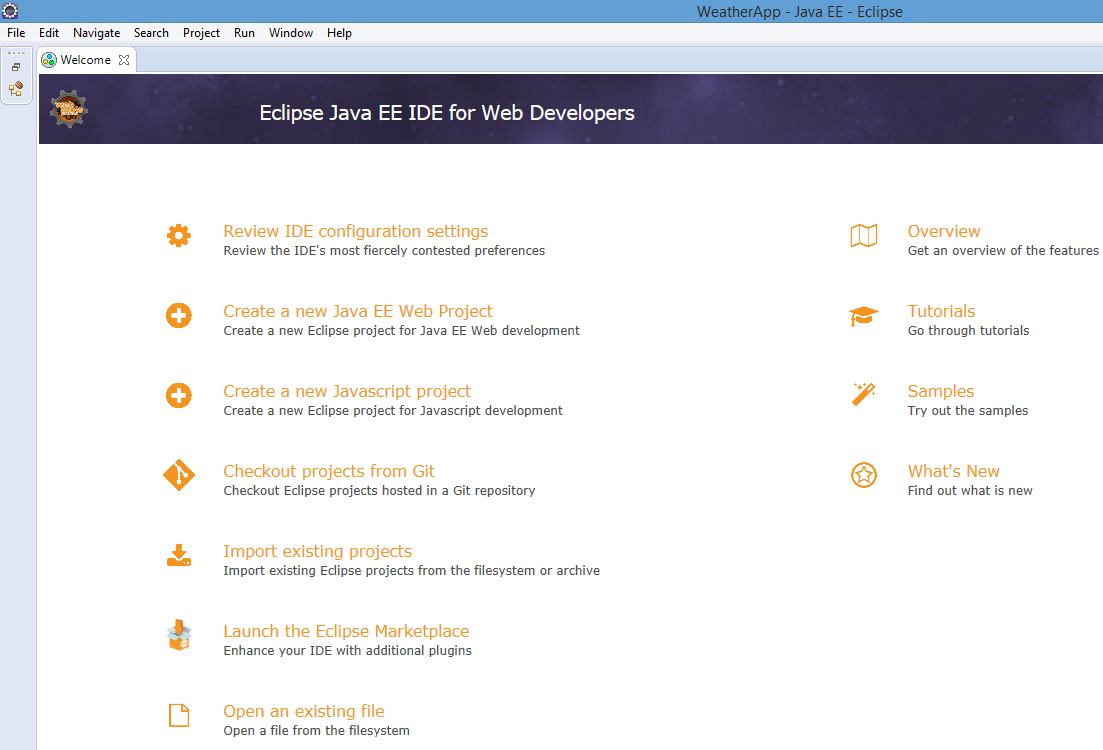 WeatherApp - Java EE - Eclipse
File Edit Navigate Search Project Run Window Help
Welcome
Eclipse Java EE IDE for Web Developers
Review IDE configuration settings
Review the IDE's most fiercely contested preferences
Create a new Java EE Web Project
Create a new Eclipse project for Java EE Web development
Create a new Javascript project
Create a new Eclipse project for Javascript development
Checkout projects from Git
Checkout Eclipse projects hosted in a Git repository
Import existing projects
Import existing Eclipse projects from the filesystem or archive
Launch the Eclipse Marketplace
Enhance your IDE with additional plugins
Open an existing file
Open a file from the filesystem
Overview
Get an overview of the features
Tutorials
Go through tutorials
Samples
Try out the samples
What's New
Find out what is new